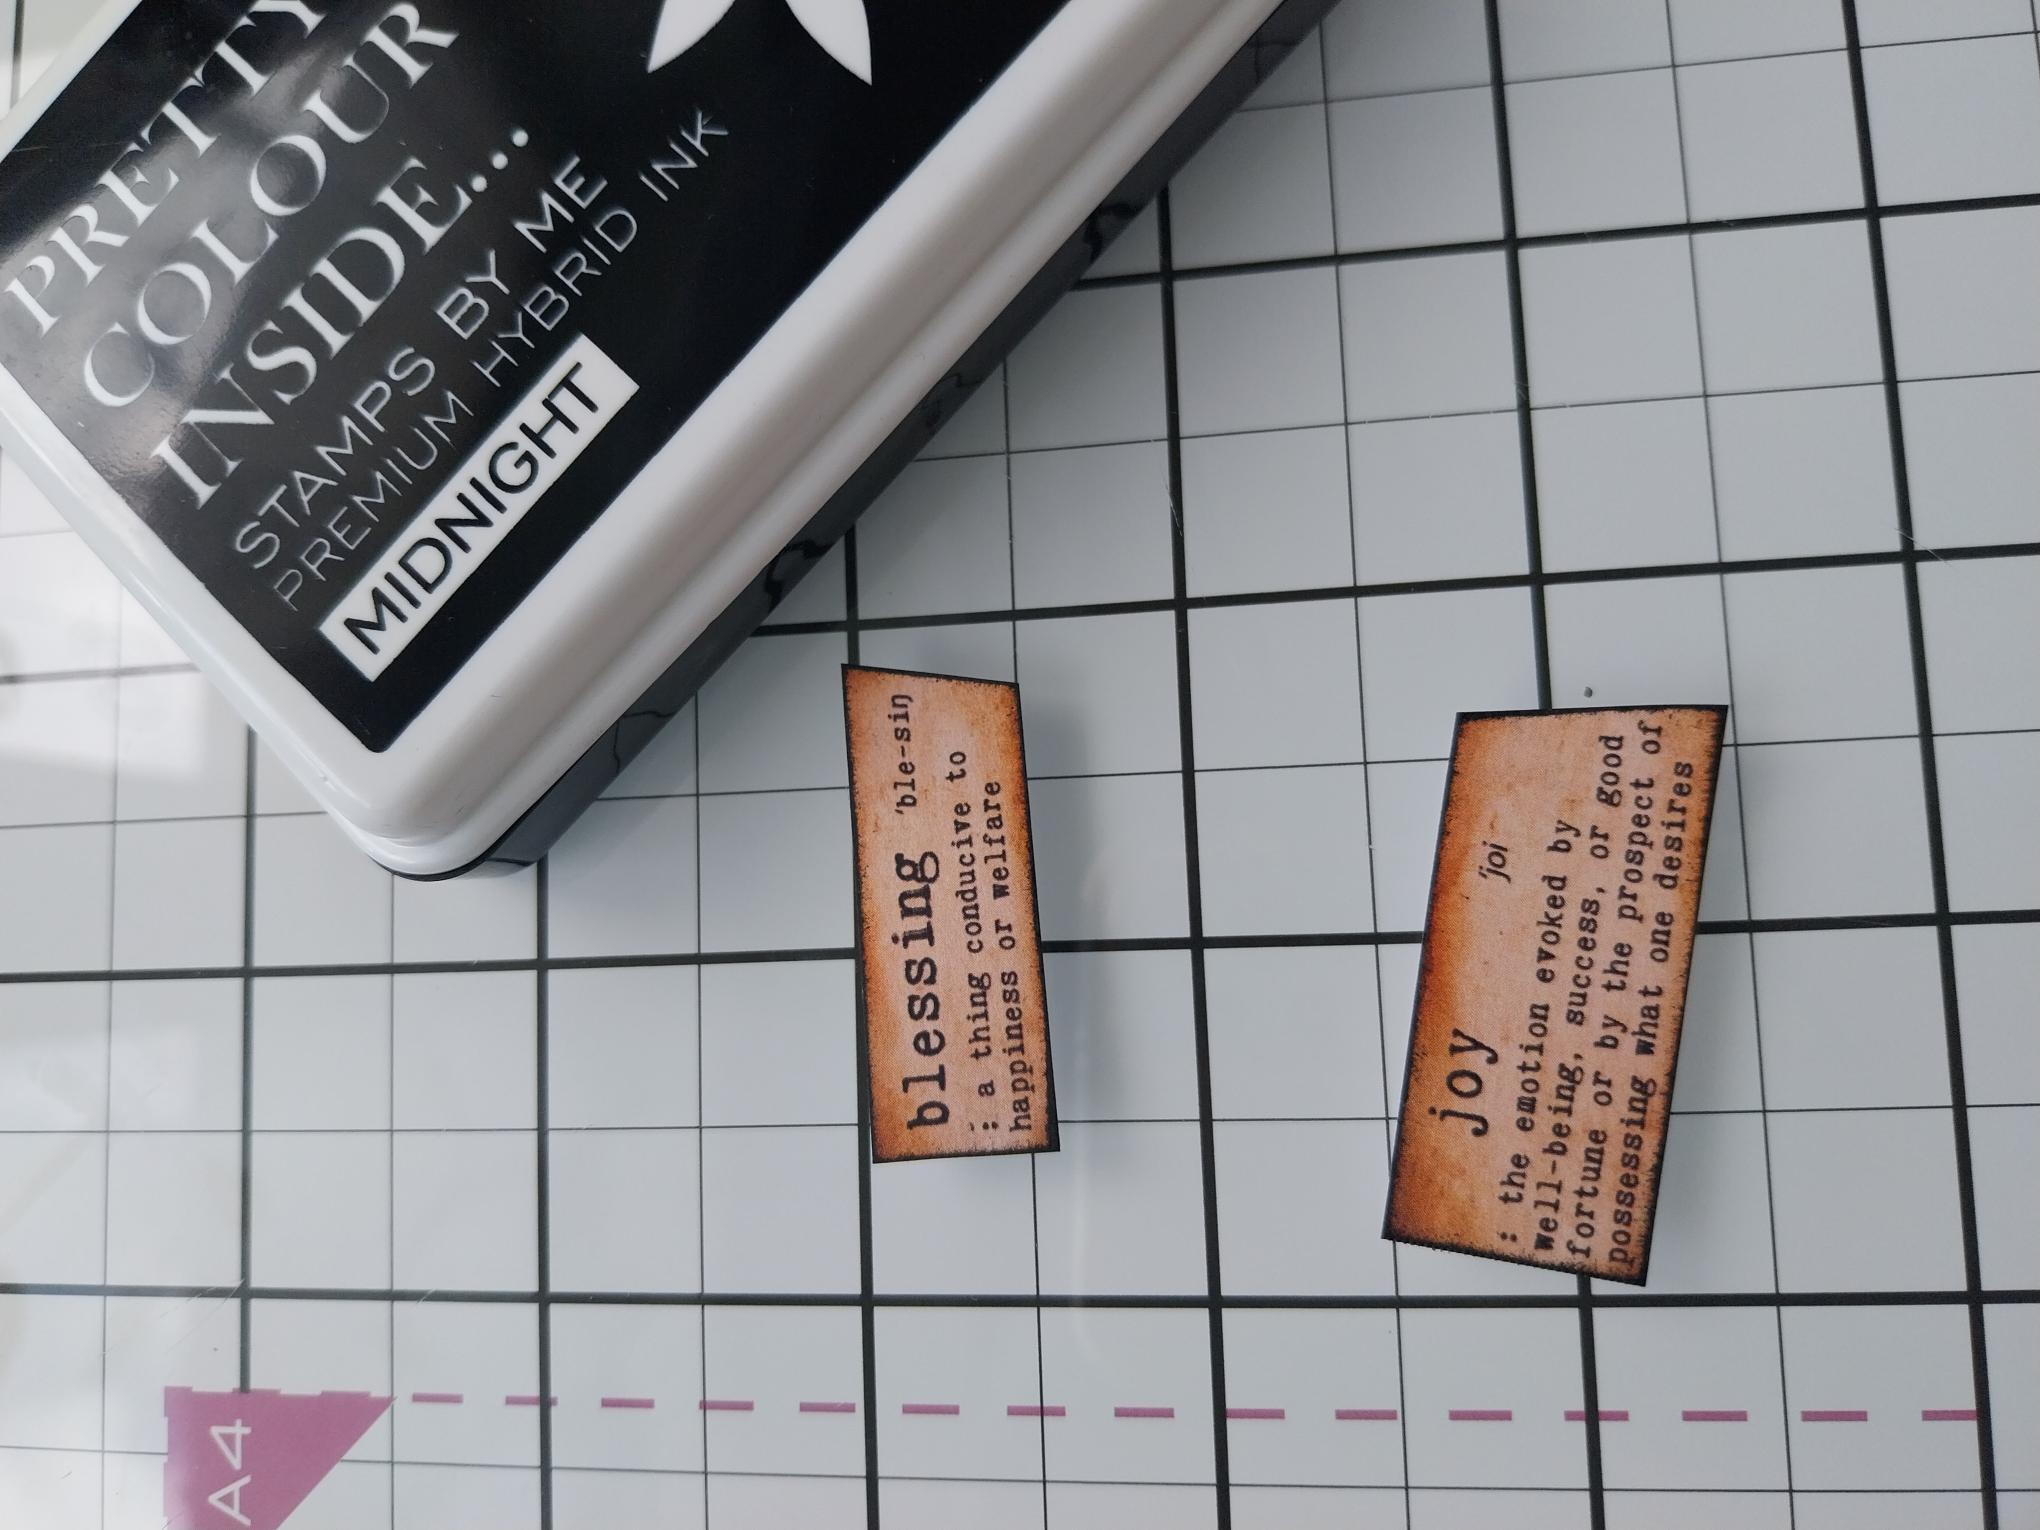 PRETTY
COLOUR
INSIDE...
STAMPS BY ME
PREMIUM HYBRID INK
MIDNIGHT
blessing 'ble-siŋ
: a thing conducive to
happiness or welfare
joy 'joi
: the emotion evoked by
well-being, success, or good
fortune or by the prospect of
possessing what one desires
A4